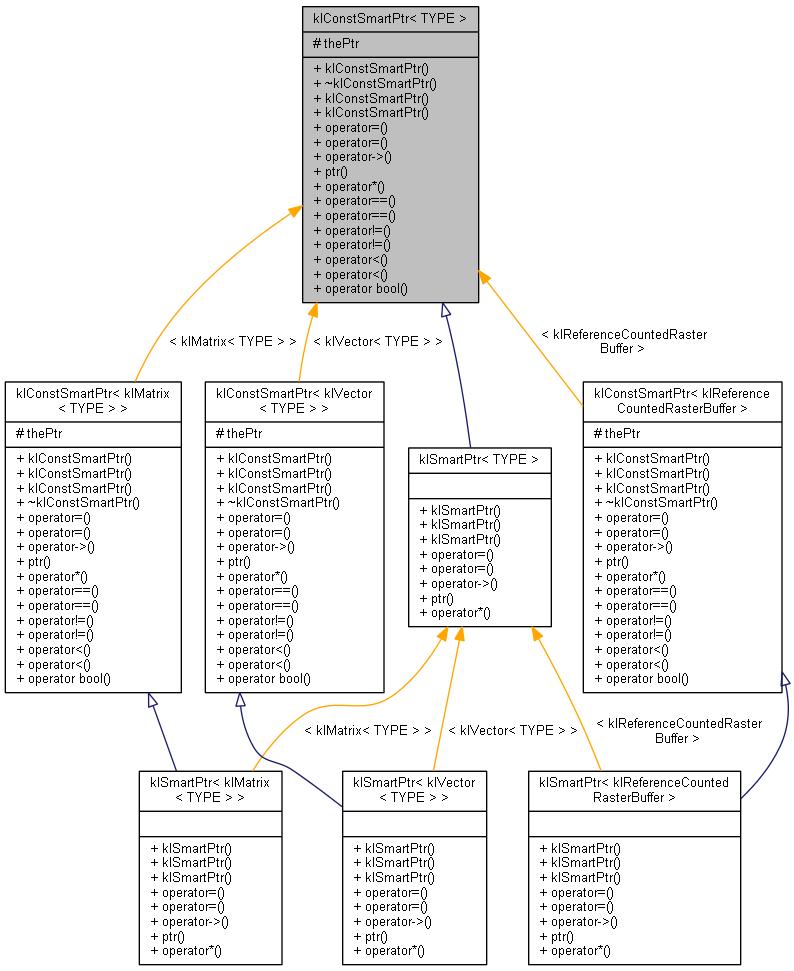 klConstSmartPtr< TYPE >
# thePtr
+ klConstSmartPtr()
+ ~klConstSmartPtr()
+ klConstSmartPtr()
+ klConstSmartPtr()
+ operator=()
+ operator=()
+ operator->()
+ ptr()
+ operator*()
+ operator==()
+ operator==()
+ operator!=()
+ operator!=()
+ operator<()
+ operator<()
+ operator bool()
< klMatrix< TYPE > >
< klVector< TYPE > >
< klReferenceCountedRaster
Buffer >
klConstSmartPtr< klMatrix
< TYPE > >
# thePtr
+ klConstSmartPtr()
+ klConstSmartPtr()
+ klConstSmartPtr()
+ ~klConstSmartPtr()
+ operator=()
+ operator=()
+ operator->()
+ ptr()
+ operator*()
+ operator==()
+ operator==()
+ operator!=()
+ operator!=()
+ operator<()
+ operator<()
+ operator bool()
klConstSmartPtr< klVector
< TYPE > >
# thePtr
+ klConstSmartPtr()
+ klConstSmartPtr()
+ klConstSmartPtr()
+ ~klConstSmartPtr()
+ operator=()
+ operator=()
+ operator->()
+ ptr()
+ operator*()
+ operator==()
+ operator==()
+ operator!=()
+ operator!=()
+ operator<()
+ operator<()
+ operator bool()
klSmartPtr< TYPE >
+ klSmartPtr()
+ klSmartPtr()
+ klSmartPtr()
+ operator=()
+ operator=()
+ operator->()
+ ptr()
+ operator*()
klConstSmartPtr< klReference
CountedRasterBuffer >
# thePtr
+ klConstSmartPtr()
+ klConstSmartPtr()
+ klConstSmartPtr()
+ ~klConstSmartPtr()
+ operator=()
+ operator=()
+ operator->()
+ ptr()
+ operator*()
+ operator==()
+ operator==()
+ operator!=()
+ operator!=()
+ operator<()
+ operator<()
+ operator bool()
< klMatrix< TYPE > >
< klVector< TYPE > >
< klReferenceCountedRaster
Buffer >
klSmartPtr< klMatrix
< TYPE > >
+ klSmartPtr()
+ klSmartPtr()
+ klSmartPtr()
+ operator=()
+ operator=()
+ operator->()
+ ptr()
+ operator*()
klSmartPtr< klVector
< TYPE > >
+ klSmartPtr()
+ klSmartPtr()
+ klSmartPtr()
+ operator=()
+ operator=()
+ operator->()
+ ptr()
+ operator*()
klSmartPtr< klReferenceCounted
RasterBuffer >
+ klSmartPtr()
+ klSmartPtr()
+ klSmartPtr()
+ operator=()
+ operator=()
+ operator->()
+ ptr()
+ operator*()